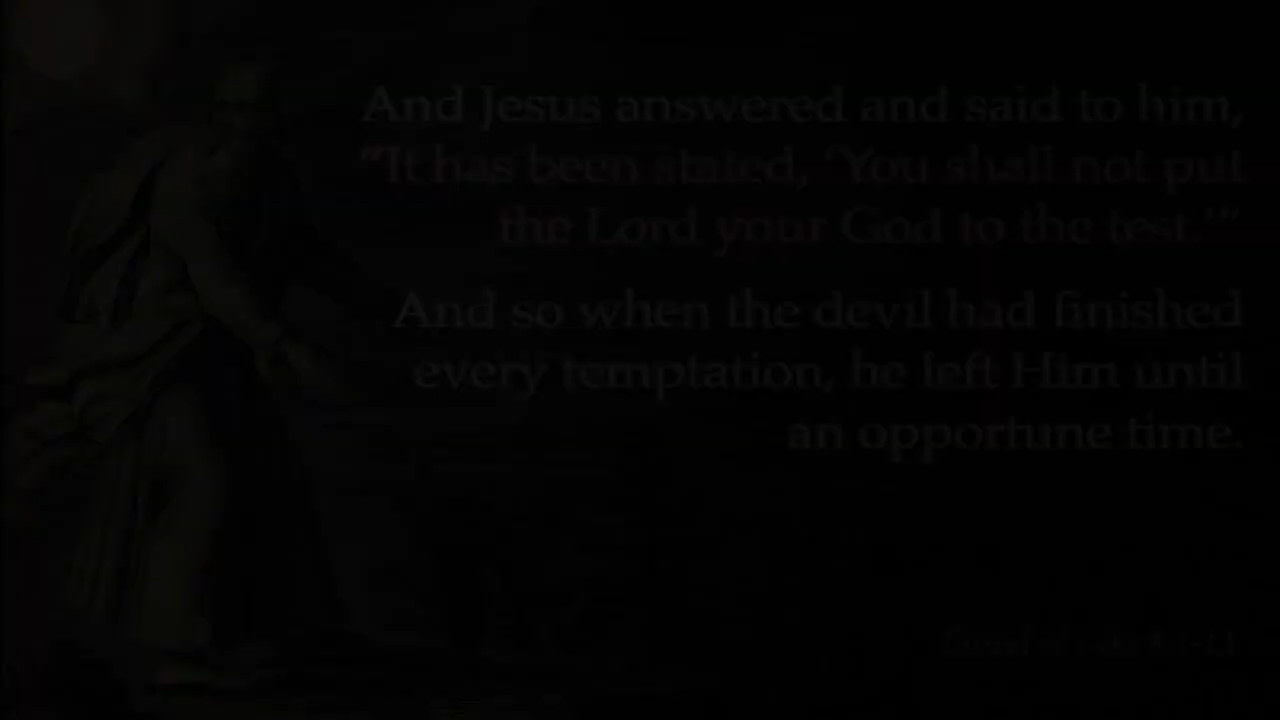 And Jesus answered and said to him,
“It has been stated, ‘You shall not put
the Lord your God to the test.’“
And so when the devil had finished
every temptation, he left Him until
an opportune time.